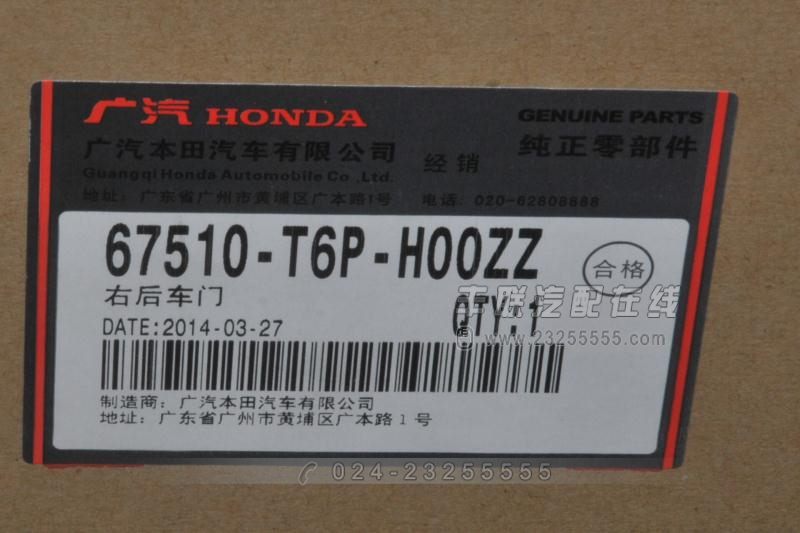 广汽 HONDA
GENUINE PARTS
广汽本田汽车有限公司 经销 纯正零部件
Guangqi Honda Automobile Co.,Ltd.
地址: 广东省广州市黄埔区广本路1号 电话: 020-62808888
67510-T6P-H00ZZ
合格
右后车门
QTY:1
丰联汽配在线
DATE:2014-03-27
www.23255555.com
制造商: 广汽本田汽车有限公司
地址: 广东省广州市黄埔区广本路1号
024-23255555